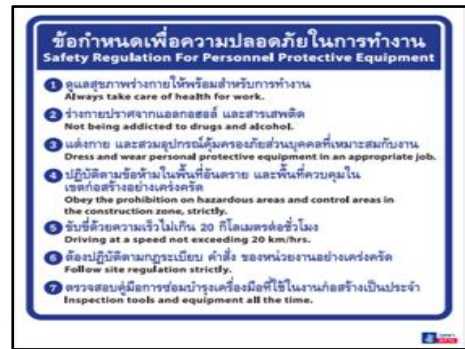 ข้อกำหนดเพื่อความปลอดภัยในการทำงาน
Safety Regulation For Personnel Protective Equipment
1 ดูแลสุขภาพร่างกายให้พร้อมสำหรับการทำงาน
Always take care of health for work.
2 ร่างกายปราศจากแอลกอฮอล์ และสารเสพติด
Not being addicted to drugs and alcohol.
3 แต่งกาย และสวมอุปกรณ์คุ้มครองภัยส่วนบุคคลที่เหมาะสมกับงาน
Dress and wear personal protective equipment in an appropriate job.
4 ปฏิบัติตามข้อห้ามในพื้นที่อันตราย และพื้นที่ควบคุมใน
เขตก่อสร้างอย่างเคร่งครัด
Obey the prohibition on hazardous areas and control areas in
the construction zone, strictly.
5 ขับขี่ด้วยความเร็วไม่เกิน 20 กิโลเมตรต่อชั่วโมง
Driving at a speed not exceeding 20 km/hrs.
6 ต้องปฏิบัติตามกฎระเบียบ คำสั่ง ของหน่วยงานอย่างเคร่งครัด
Follow site regulation strictly.
7 ตรวจสอบคู่มือการซ่อมบำรุงเครื่องมือที่ใช้ในงานก่อสร้างเป็นประจำ
Inspection tools and equipment all the time.